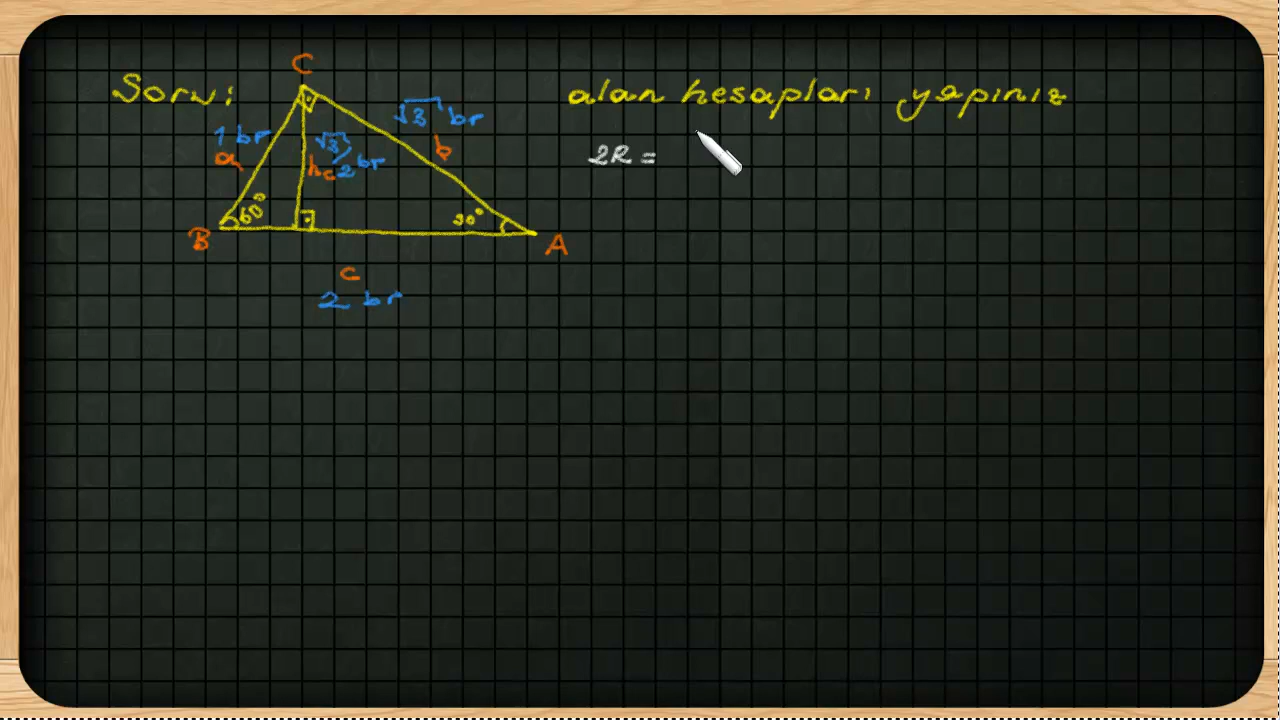 Soru:
alan hesapları yapınız
C
√3 br
1 br
a
√3/2 br
hc
b
2R =
60°
30°
B
A
c
2 br